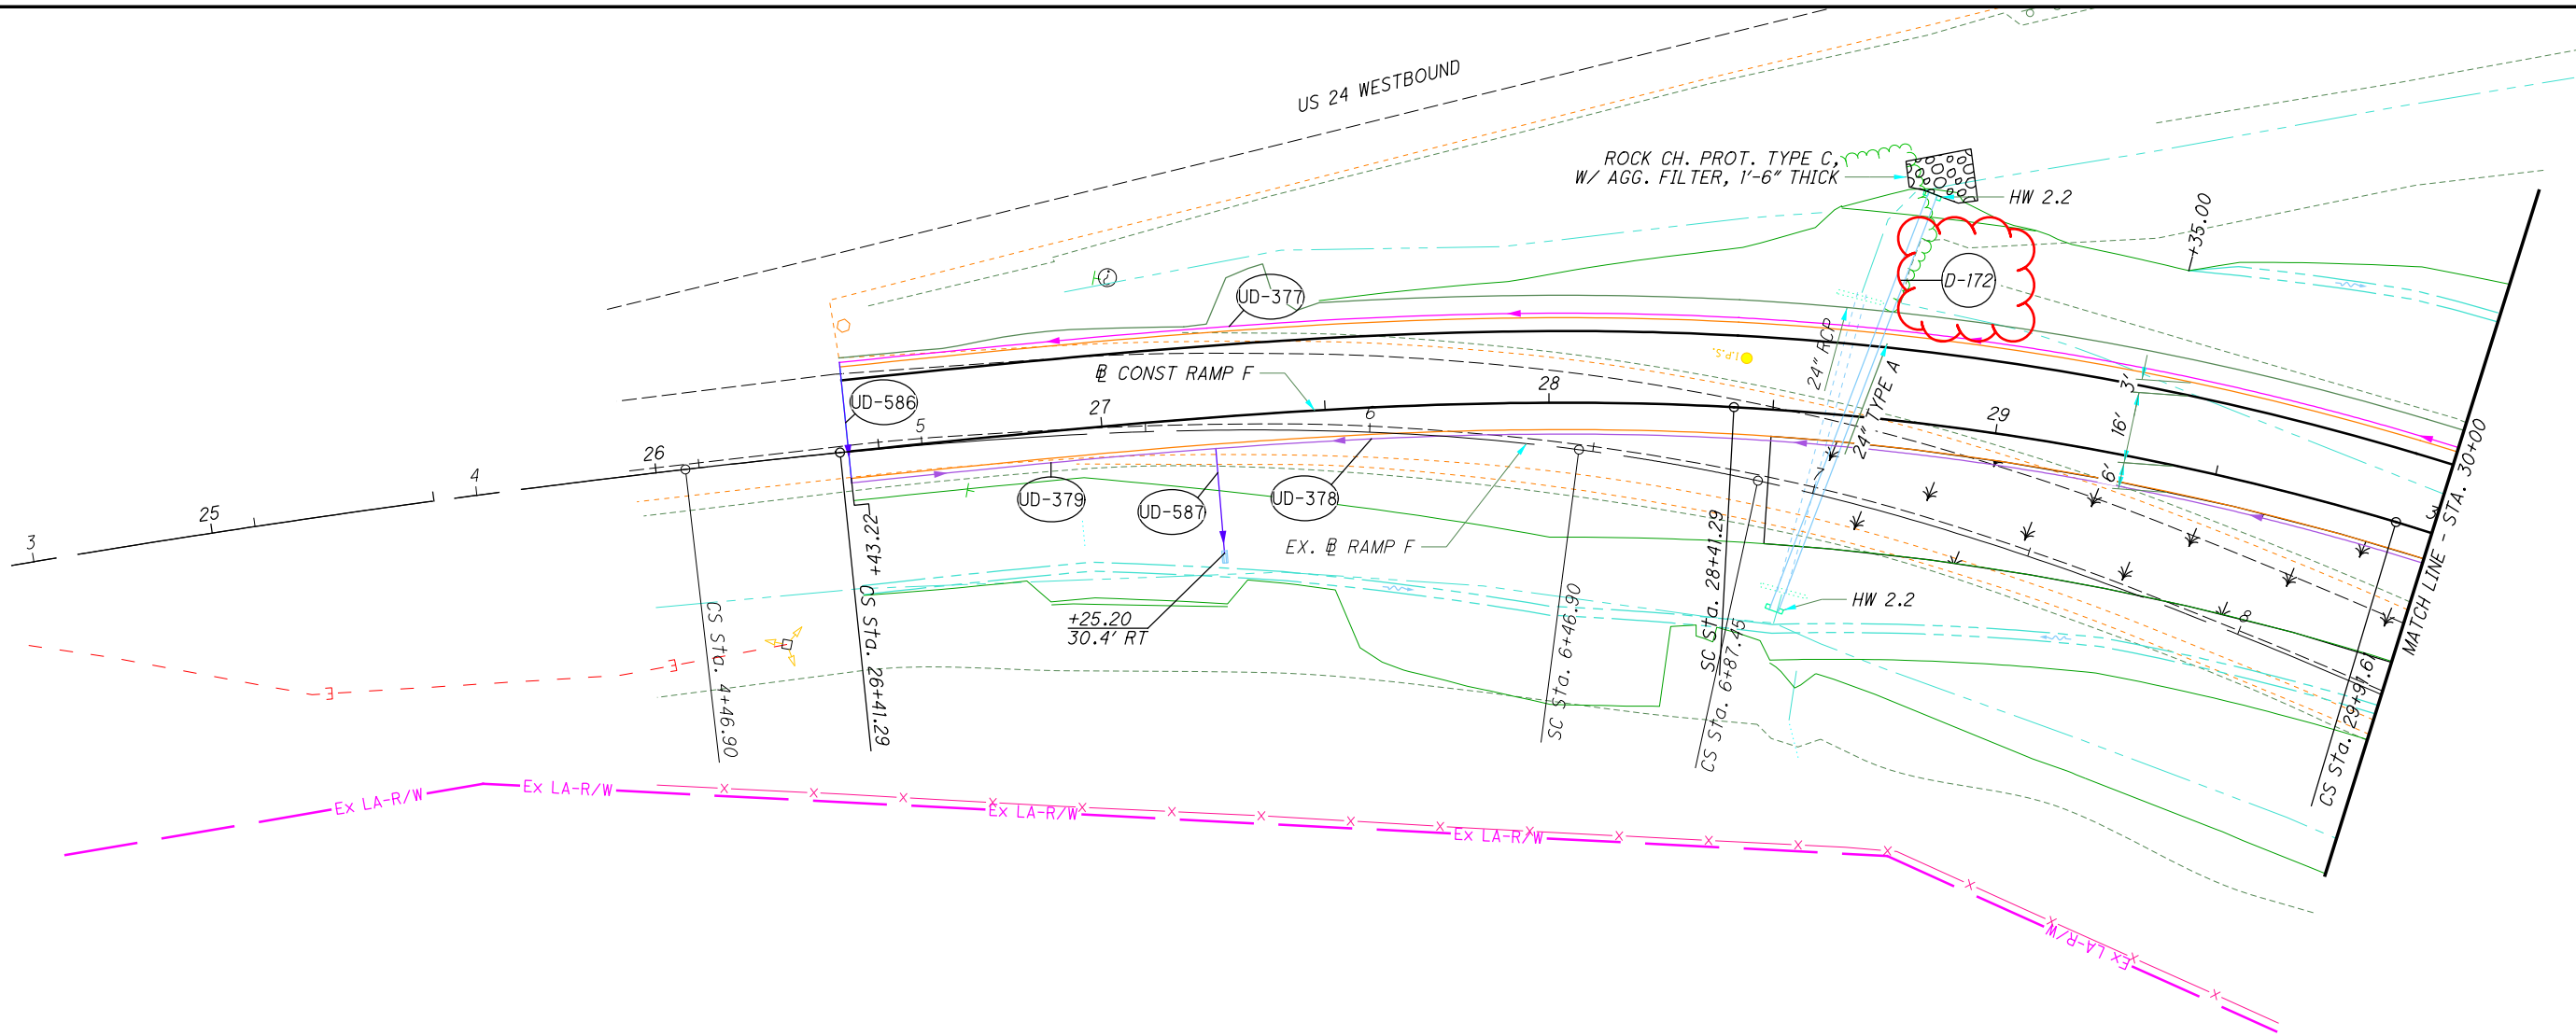 US 24 WESTBOUND
ROCK CH. PROT. TYPE C,
W/ AGG. FILTER, 1'-6" THICK
HW 2.2
+35.00
D-172
UD-377
I.P.S.
24" RCP
24" TYPE A
3'
16'
6'
℄ CONST RAMP F
UD-586
3
25
4
26
5
27
6
28
29
7
8
UD-379
UD-587
UD-378
EX. ℄ RAMP F
+25.20
30.4' RT
HW 2.2
+43.22
CS Sta. 4+46.90
CS Sta. 26+41.29
SC Sta. 6+46.90
SC Sta. 28+41.29
CS Sta. 6+87.45
CS Sta. 29+91.61
MATCH LINE - STA. 30+00
E
E
E
Ex LA-R/W
Ex LA-R/W
Ex LA-R/W
Ex LA-R/W
Ex LA-R/W